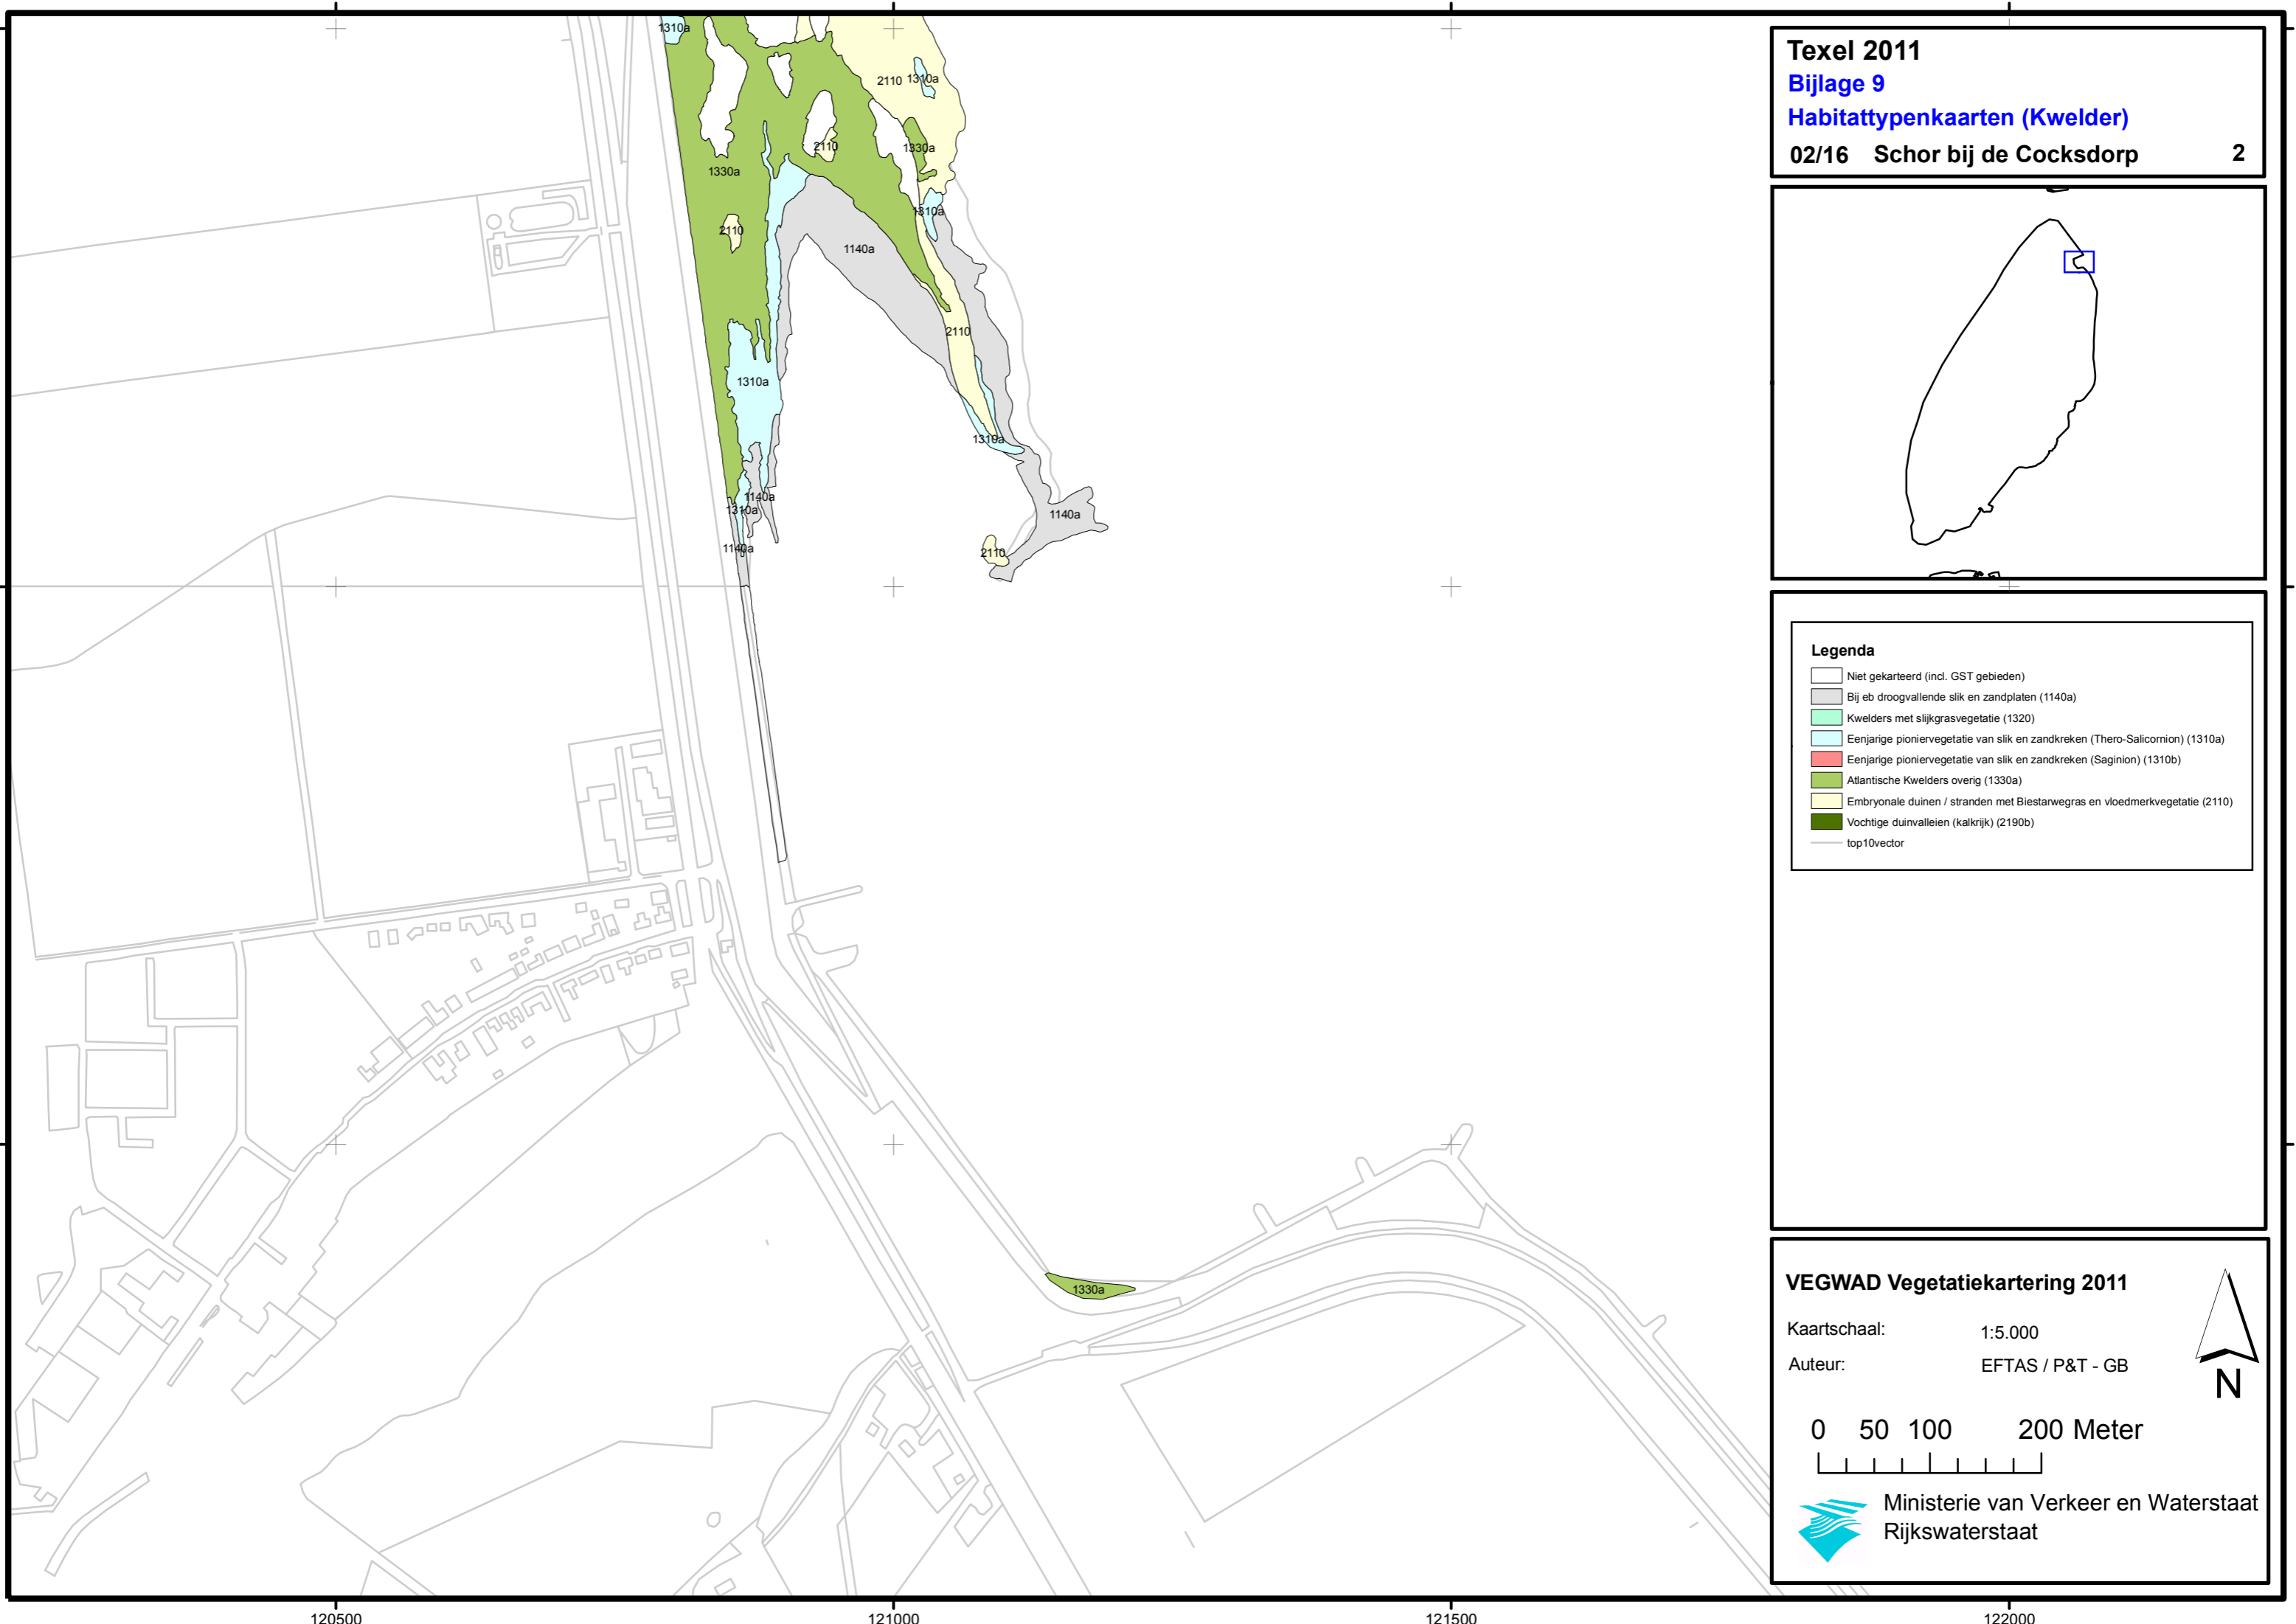 Texel 2011
Bijlage 9
Habitattypenkaarten (Kwelder)
02/16 Schor bij de Cocksdorp 2
1310a
2110 1310a
2110
1330a
1330a
1310a
2110
1140a
2110
1310a
1310a
1140a
1310a
1140a
1140a
2110
1330a
Legenda
Niet gekarteerd (incl. GST gebieden)
Bij eb droogvallende slik en zandplaten (1140a)
Kwelders met slijkgrasvegetatie (1320)
Eenjarige pioniervegetatie van slik en zandkreken (Thero-Salicornion) (1310a)
Eenjarige pioniervegetatie van slik en zandkreken (Saginion) (1310b)
Atlantische Kwelders overig (1330a)
Embryonale duinen / stranden met Biestarwegras en vloedmerkvegetatie (2110)
Vochtige duinvalleien (kalkrijk) (2190b)
top10vector
VEGWAD Vegetatiekartering 2011
Kaartschaal: 1:5.000
Auteur: EFTAS / P&T - GB
N
0 50 100 200 Meter
Ministerie van Verkeer en Waterstaat
Rijkswaterstaat
120500 121000 121500 122000